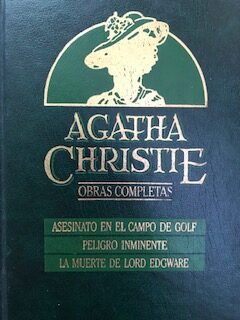 AGATHA
CHRISTIE
OBRAS COMPLETAS
ASESINATO EN EL CAMPO DE GOLF
PELIGRO INMINENTE
LA MUERTE DE LORD EDGWARE